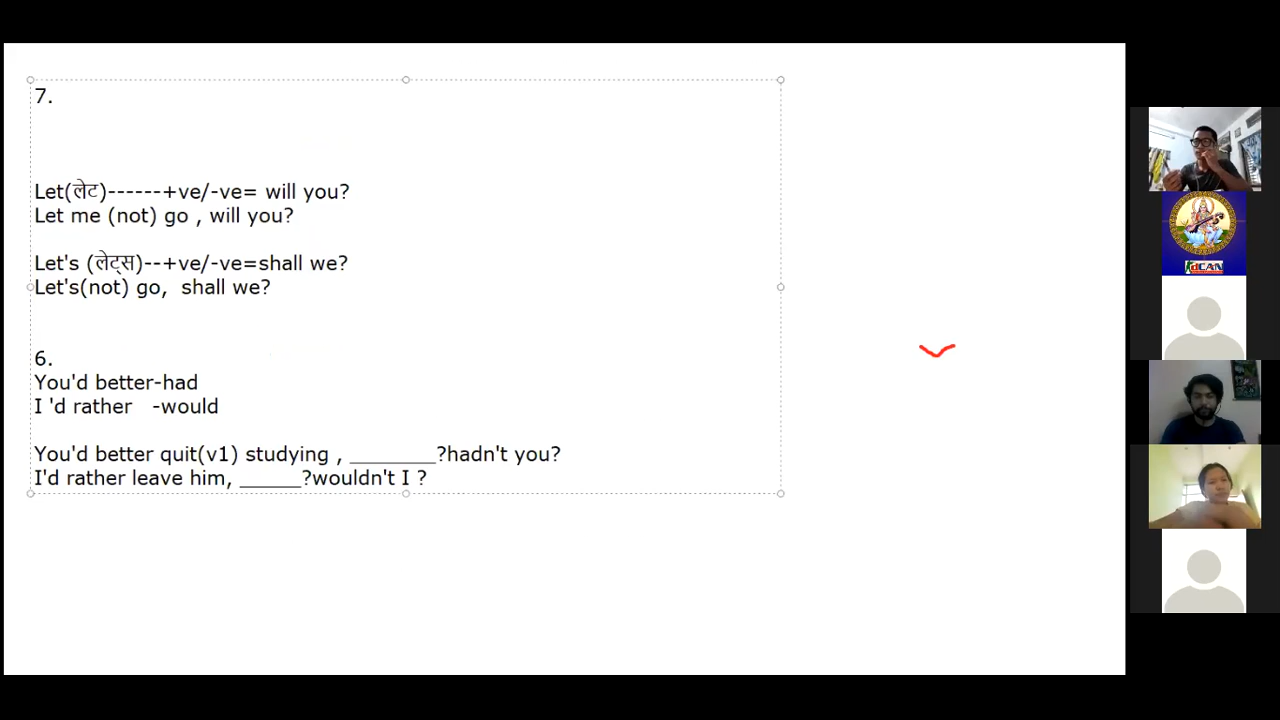 7.
Let(लेट)------+ve/-ve= will you?
Let me (not) go , will you?
Let's (लेट्स)--+ve/-ve=shall we?
Let's(not) go,  shall we?
6.
You'd better-had
I 'd rather   -would
You'd better quit(v1) studying , ________?hadn't you?
I'd rather leave him, _____?wouldn't I ?